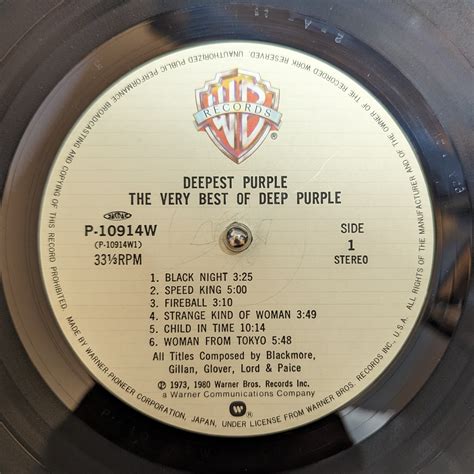 UNAUTHORIZED PUBLIC PERFORMANCE BROADCASTING AND COPYING OF THIS RECORD PROHIBITED.
ALL RIGHTS OF THE MANUFACTURER AND OF THE OWNER OF THE RECORDED WORK RESERVED.
WB
RECORDS
®
DEEPEST PURPLE
THE VERY BEST OF DEEP PURPLE
P-10914W
(P-10914W1)
33⅓RPM
SIDE
1
STEREO
1. BLACK NIGHT 3:25
2. SPEED KING 5:00
3. FIREBALL 3:10
4. STRANGE KIND OF WOMAN 3:49
5. CHILD IN TIME 10:14
6. WOMAN FROM TOKYO 5:48
All Titles Composed by Blackmore,
Gillan, Glover, Lord & Paice
℗ © 1973, 1980 Warner Bros. Records Inc.
a Warner Communications Company
MADE BY WARNER-PIONEER CORPORATION, JAPAN, UNDER LICENSE FROM WARNER BROS. RECORDS INC., U.S.A.